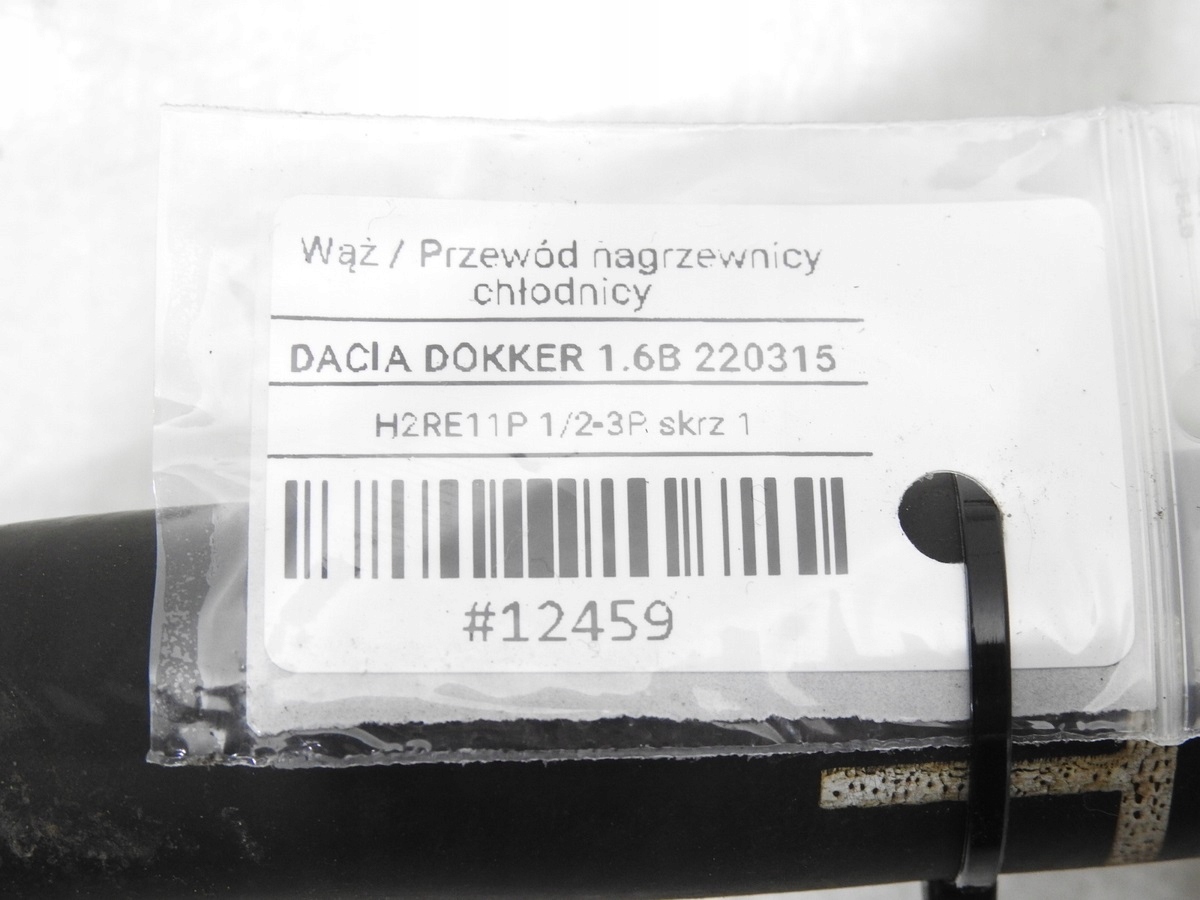 Wąż / Przewód nagrzewnicy
chłodnicy
DACIA DOKKER 1.6B 220315
H2RE11P 1/2-3P. skrz 1
#12459